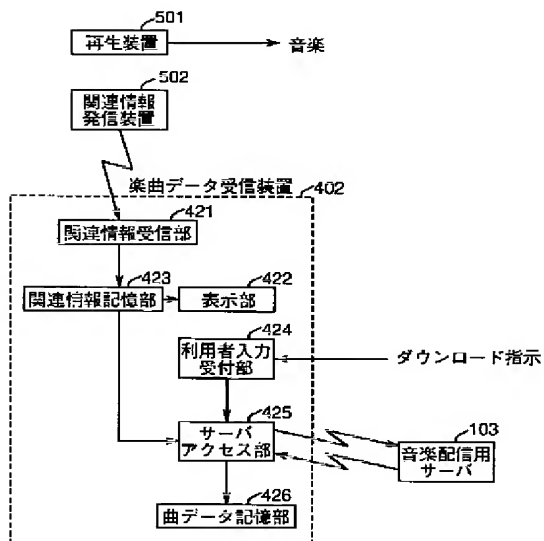 501
再生装置
音楽
502
関連情報
発信装置
楽曲データ受信装置
402
421
関連情報受信部
423
関連情報記憶部
422
表示部
424
利用者入力
受付部
ダウンロード指示
425
サーバ
アクセス部
103
音楽配信用
サーバ
426
曲データ記憶部